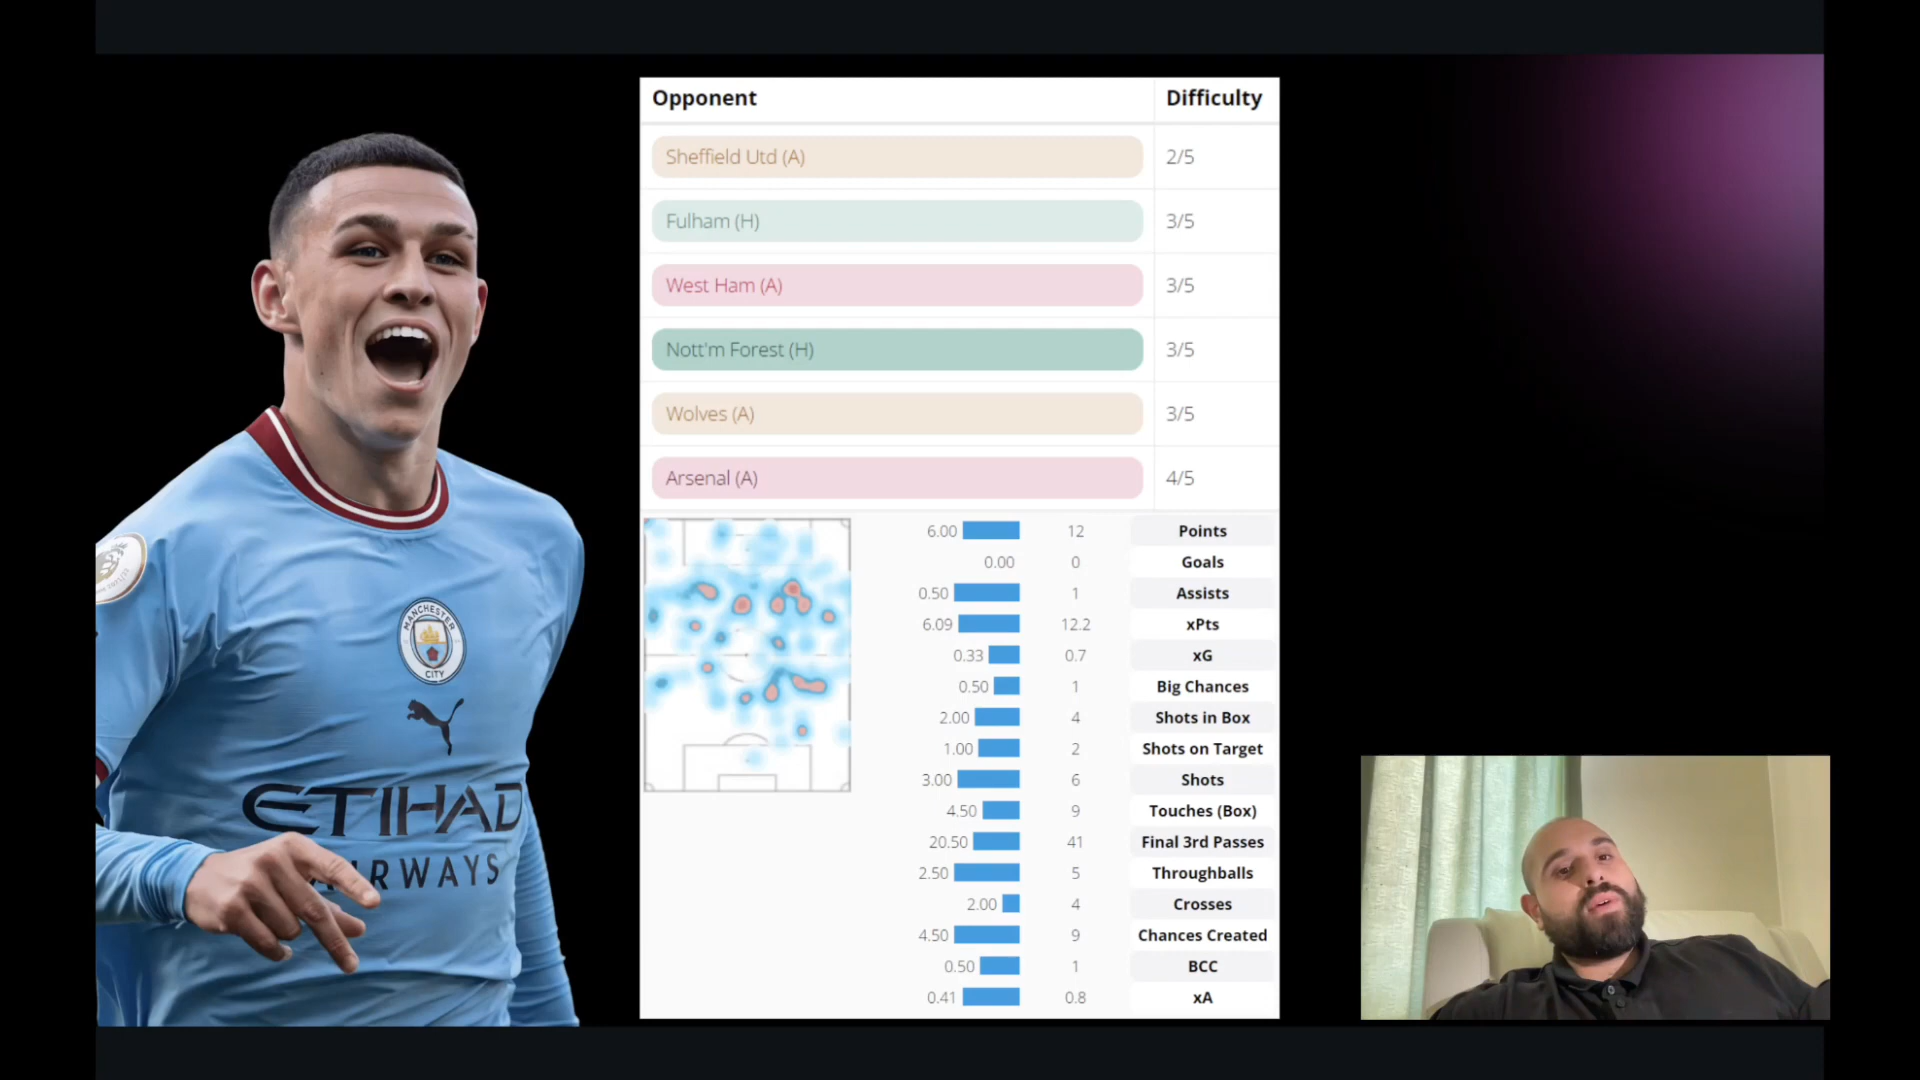 Opponent Difficulty
Sheffield Utd (A) 2/5
Fulham (H) 3/5
West Ham (A) 3/5
Nott'm Forest (H) 3/5
Wolves (A) 3/5
Arsenal (A) 4/5
6.00 12 Points
0.00 0 Goals
0.50 1 Assists
6.09 12.2 xPts
0.33 0.7 xG
0.50 1 Big Chances
2.00 4 Shots in Box
1.00 2 Shots on Target
3.00 6 Shots
4.50 9 Touches (Box)
20.50 41 Final 3rd Passes
2.50 5 Throughballs
2.00 4 Crosses
4.50 9 Chances Created
0.50 1 BCC
0.41 0.8 xA
MANCHESTER
CITY
ETIHAD